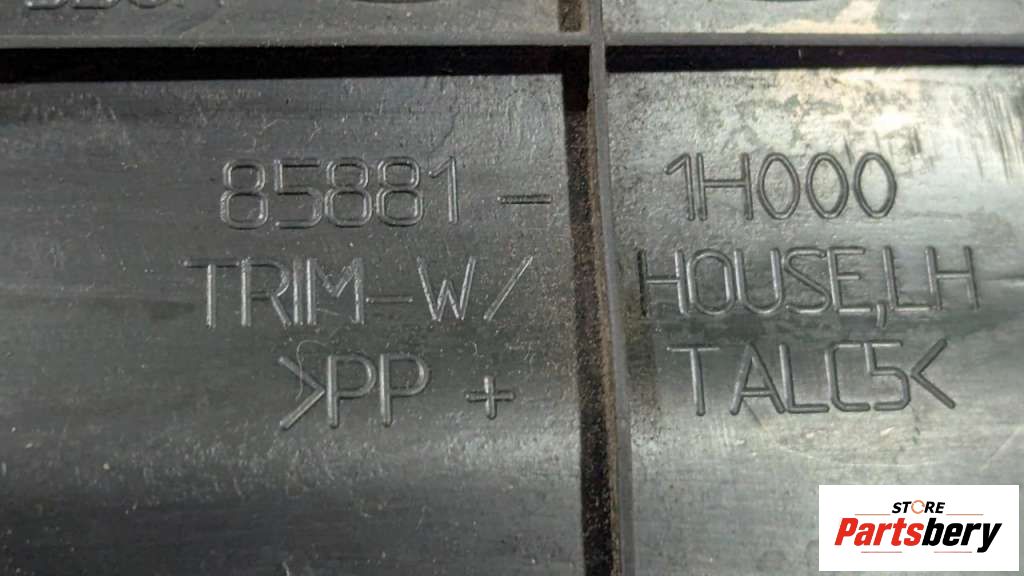 85881 - 1H000
TRIM-W/HOUSE,LH
>PP + TALC5<
STORE
Partsbery